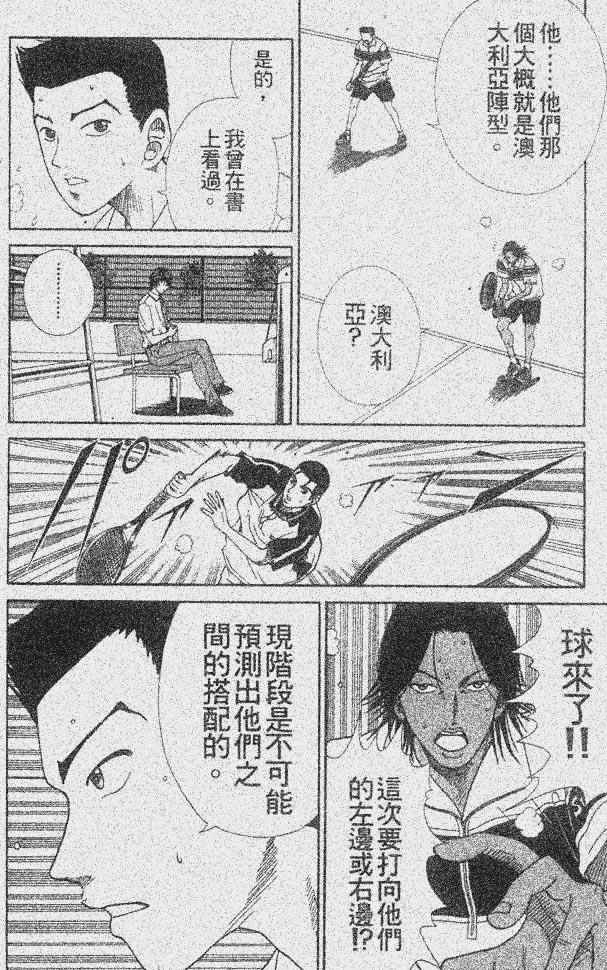 他……他們那
個大概就是澳
大利亞陣型。
澳大利
亞?
是的，
我曾在書
上看過。
………
球來了!!
這次要打向他們
的左邊或右邊!?
現階段是不可能
預測出他們之
間的搭配的。